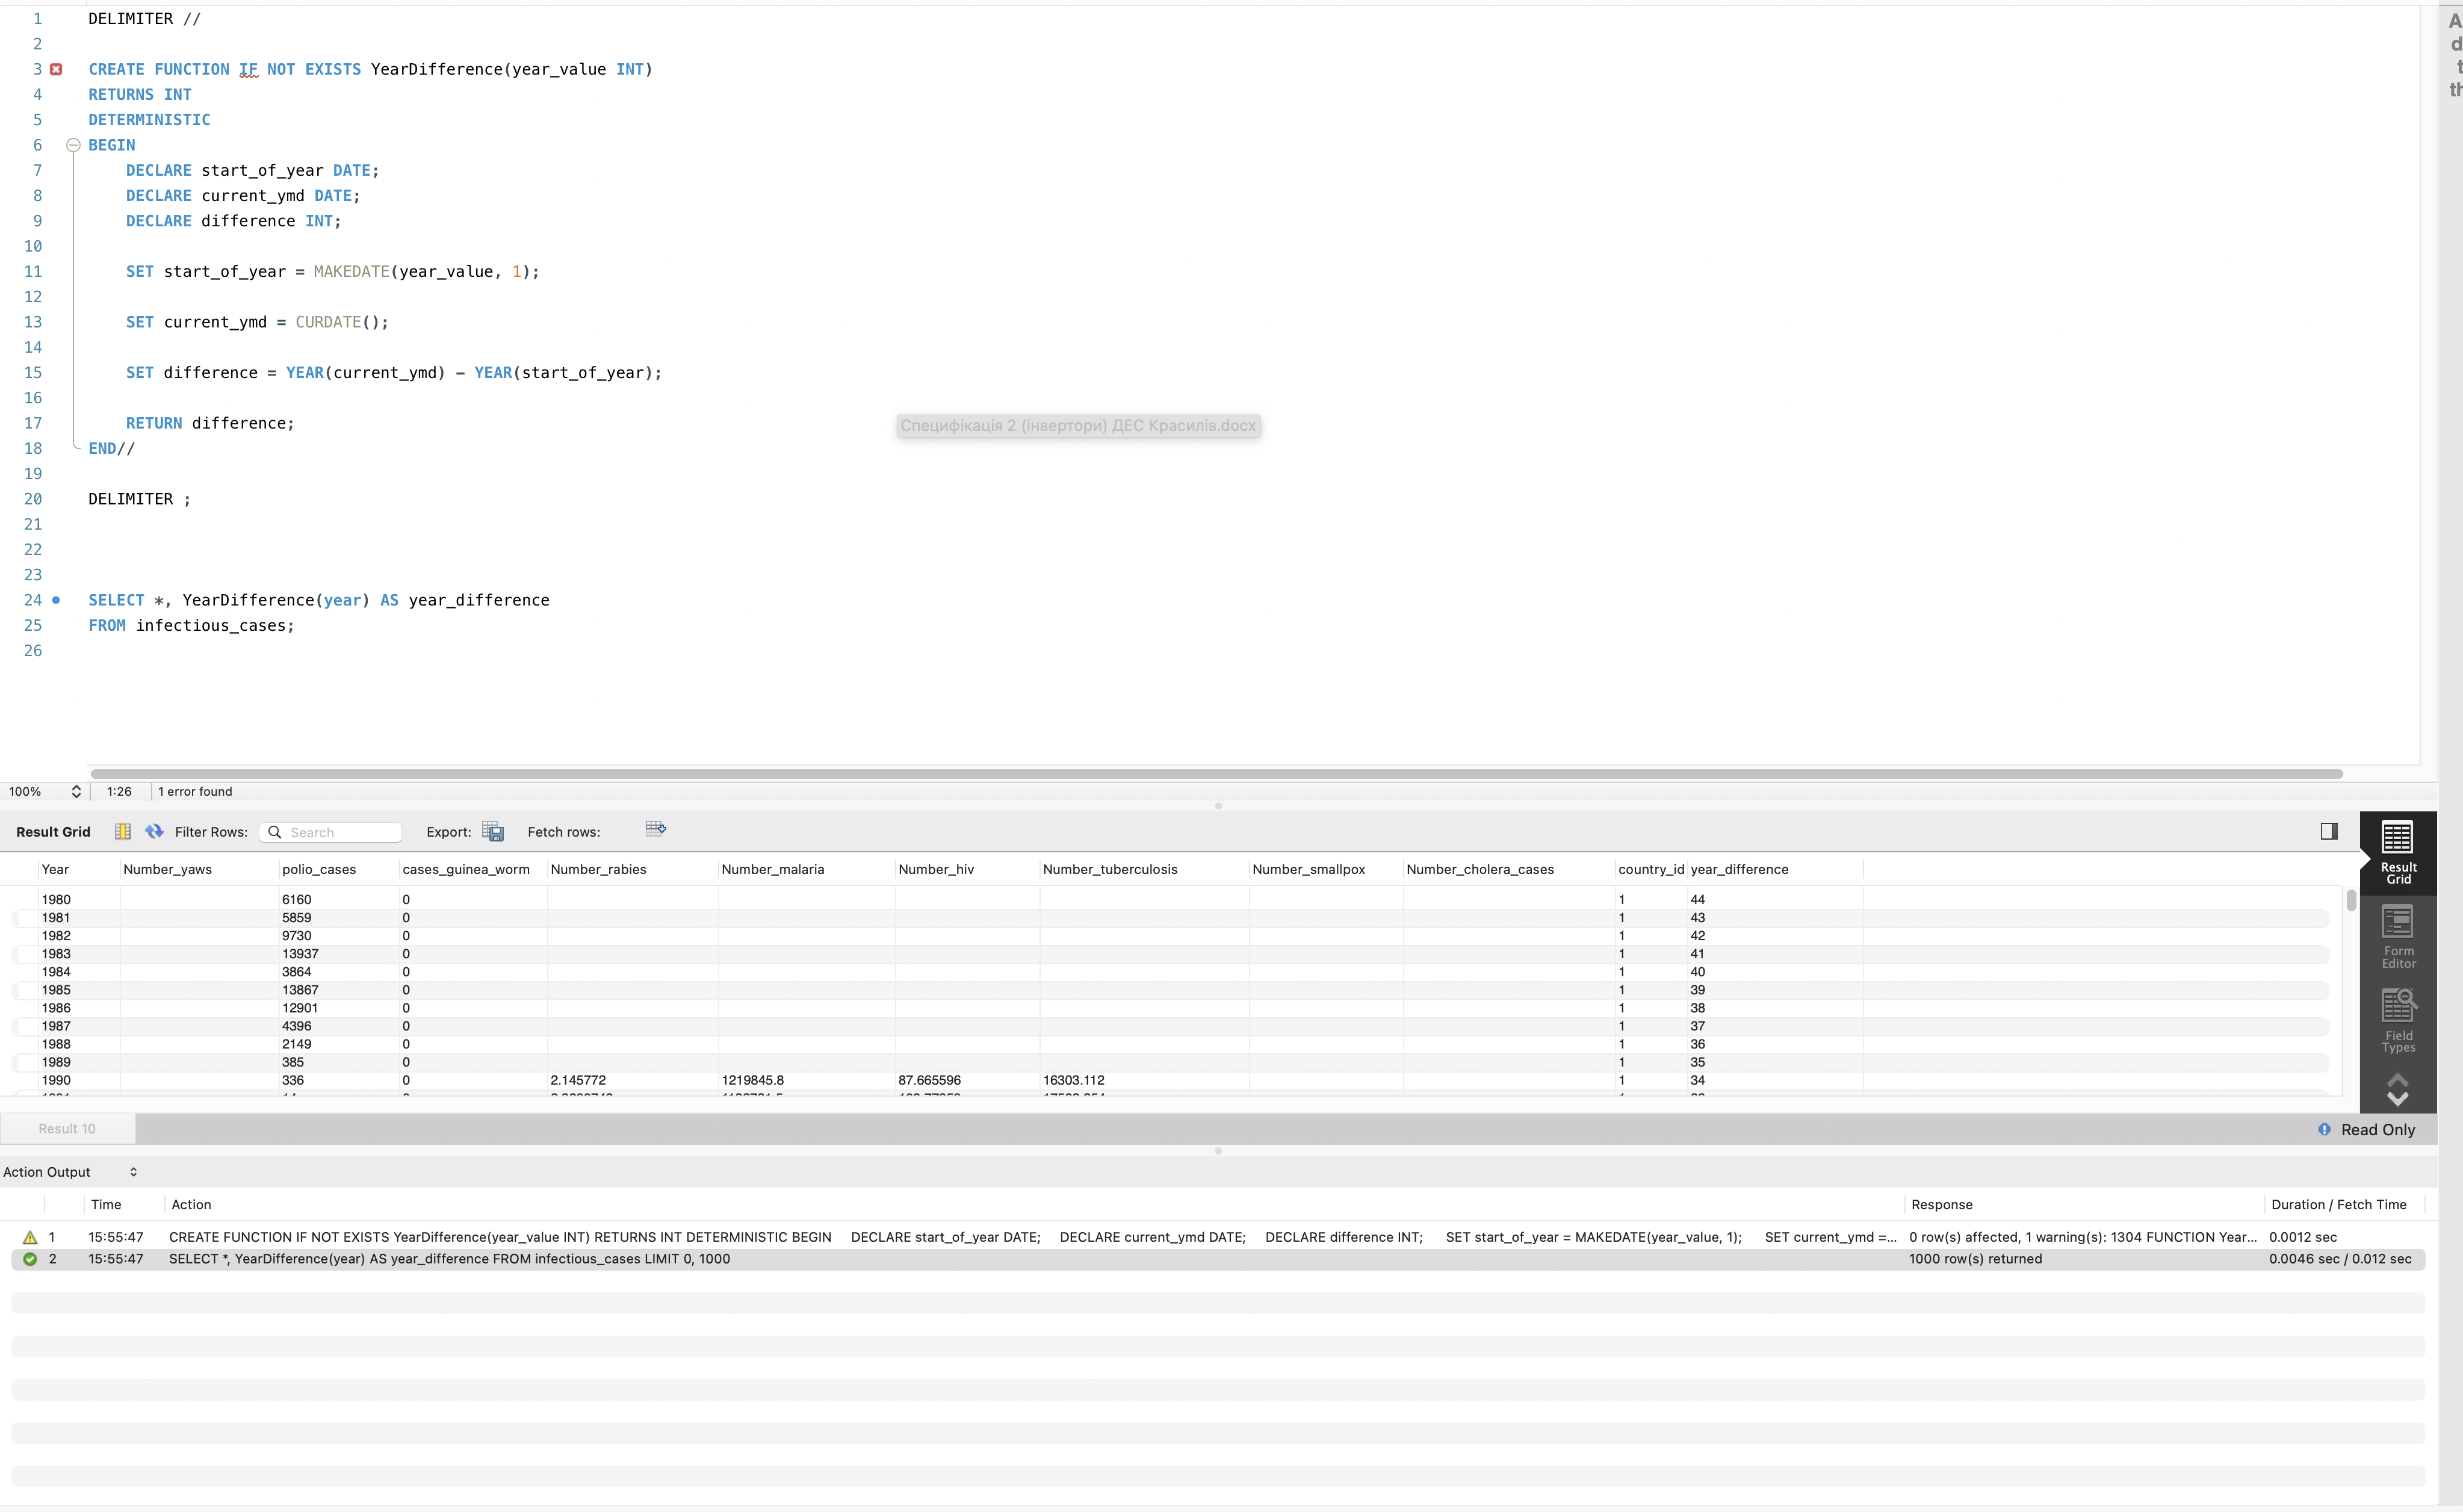 1 DELIMITER //
2
3 CREATE FUNCTION IF NOT EXISTS YearDifference(year_value INT)
4 RETURNS INT
5 DETERMINISTIC
6 BEGIN
7 DECLARE start_of_year DATE;
8 DECLARE current_ymd DATE;
9 DECLARE difference INT;
10
11 SET start_of_year = MAKEDATE(year_value, 1);
12
13 SET current_ymd = CURDATE();
14
15 SET difference = YEAR(current_ymd) - YEAR(start_of_year);
16
17 RETURN difference;
Специфікація 2 (інвертори) ДЕС Красилів.docx
18 END//
19
20 DELIMITER ;
21
22
23
24 SELECT *, YearDifference(year) AS year_difference
25 FROM infectious_cases;
26
A
d
t
th
100% 1:26 1 error found
Result Grid Filter Rows: Search Export: Fetch rows:
Year Number_yaws polio_cases cases_guinea_worm Number_rabies Number_malaria Number_hiv Number_tuberculosis Number_smallpox Number_cholera_cases country_id year_difference
1980 6160 0 1 44
1981 5859 0 1 43
1982 9730 0 1 42
1983 13937 0 1 41
1984 3864 0 1 40
1985 13867 0 1 39
1986 12901 0 1 38
1987 4396 0 1 37
1988 2149 0 1 36
1989 385 0 1 35
1990 336 0 2.145772 1219845.8 87.665596 16303.112 1 34
Result
Grid
Form
Editor
Field
Types
Result 10 Read Only
Action Output
Time Action Response Duration / Fetch Time
1 15:55:47 CREATE FUNCTION IF NOT EXISTS YearDifference(year_value INT) RETURNS INT DETERMINISTIC BEGIN DECLARE start_of_year DATE; DECLARE current_ymd DATE; DECLARE difference INT; SET start_of_year = MAKEDATE(year_value, 1); SET current_ymd =... 0 row(s) affected, 1 warning(s): 1304 FUNCTION Year... 0.0012 sec
2 15:55:47 SELECT *, YearDifference(year) AS year_difference FROM infectious_cases LIMIT 0, 1000 1000 row(s) returned 0.0046 sec / 0.012 sec